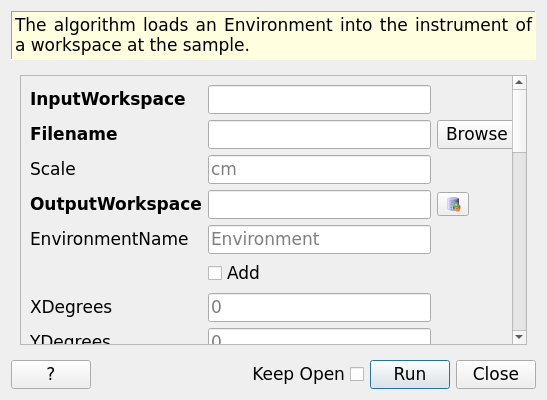 The algorithm loads an Environment into the instrument of
a workspace at the sample.
InputWorkspace
Filename
Browse
Scale
cm
OutputWorkspace
EnvironmentName
Environment
Add
XDegrees
0
YDegrees
0
?
Keep Open
Run
Close